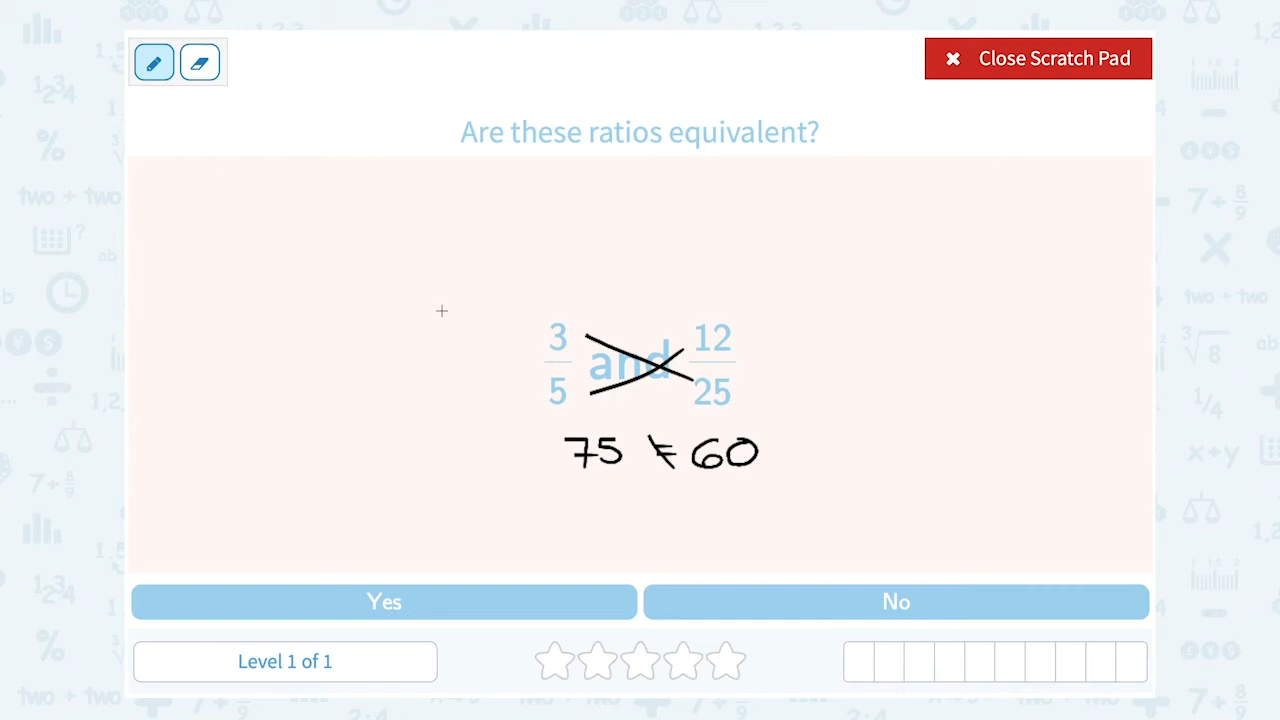 ✖ Close Scratch Pad
Are these ratios equivalent?
3/5 and 12/25
75 ≠ 60
Yes
No
Level 1 of 1